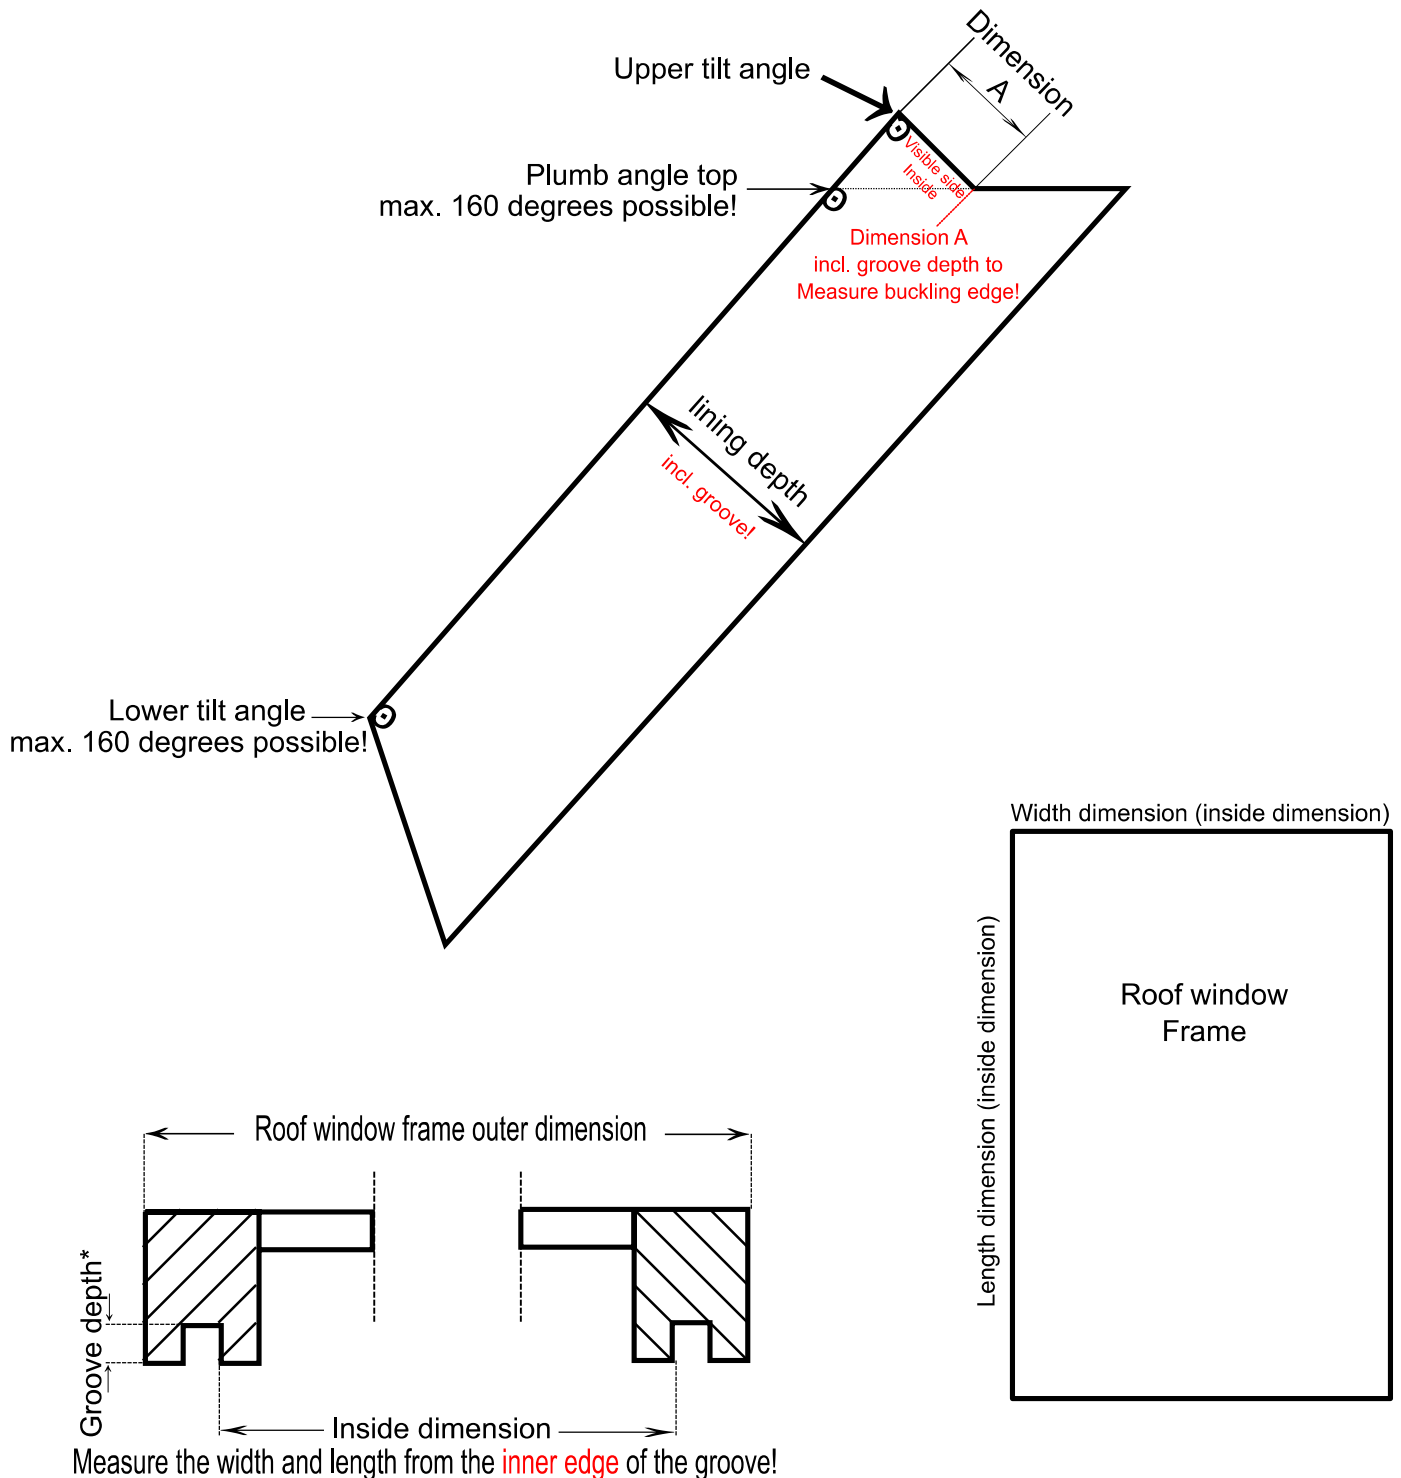 Dimension
A
Upper tilt angle
Visible side
Inside
Plumb angle top
max. 160 degrees possible!
Dimension A
incl. groove depth to
Measure buckling edge!
lining depth
incl. groove!
Lower tilt angle
max. 160 degrees possible!
Width dimension (inside dimension)
Length dimension (inside dimension)
Roof window
Frame
Roof window frame outer dimension
Groove depth*
Inside dimension
Measure the width and length from the inner edge of the groove!